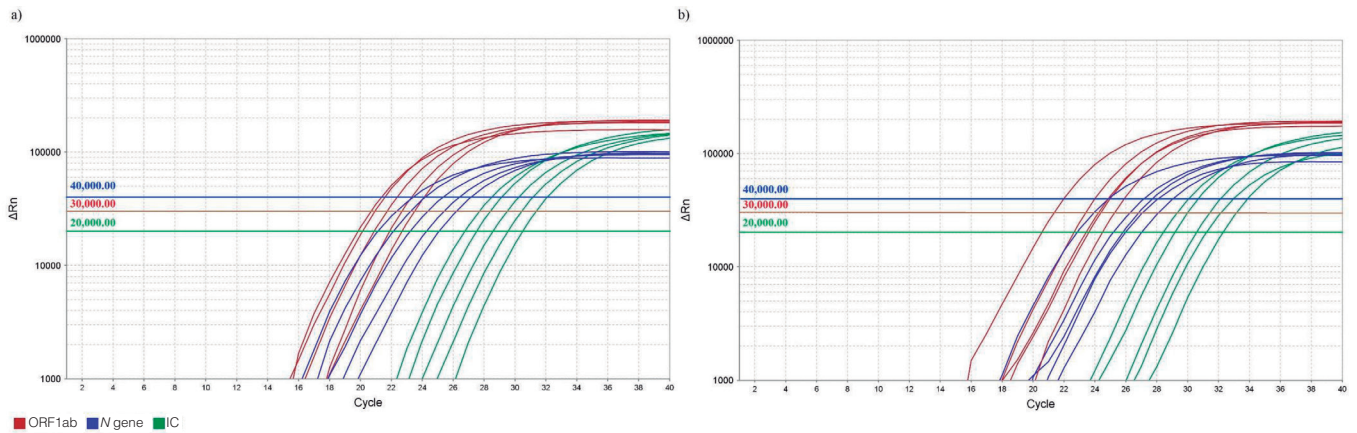 a)
1000000
100000
10000
1000
ΔRn
40,000.00
30,000.00
20,000.00
2 4 6 8 10 12 14 16 18 20 22 24 26 28 30 32 34 36 38 40
Cycle
b)
1000000
100000
10000
1000
ΔRn
40,000.00
30,000.00
20,000.00
2 4 6 8 10 12 14 16 18 20 22 24 26 28 30 32 34 36 38 40
Cycle
ORF1ab N gene IC